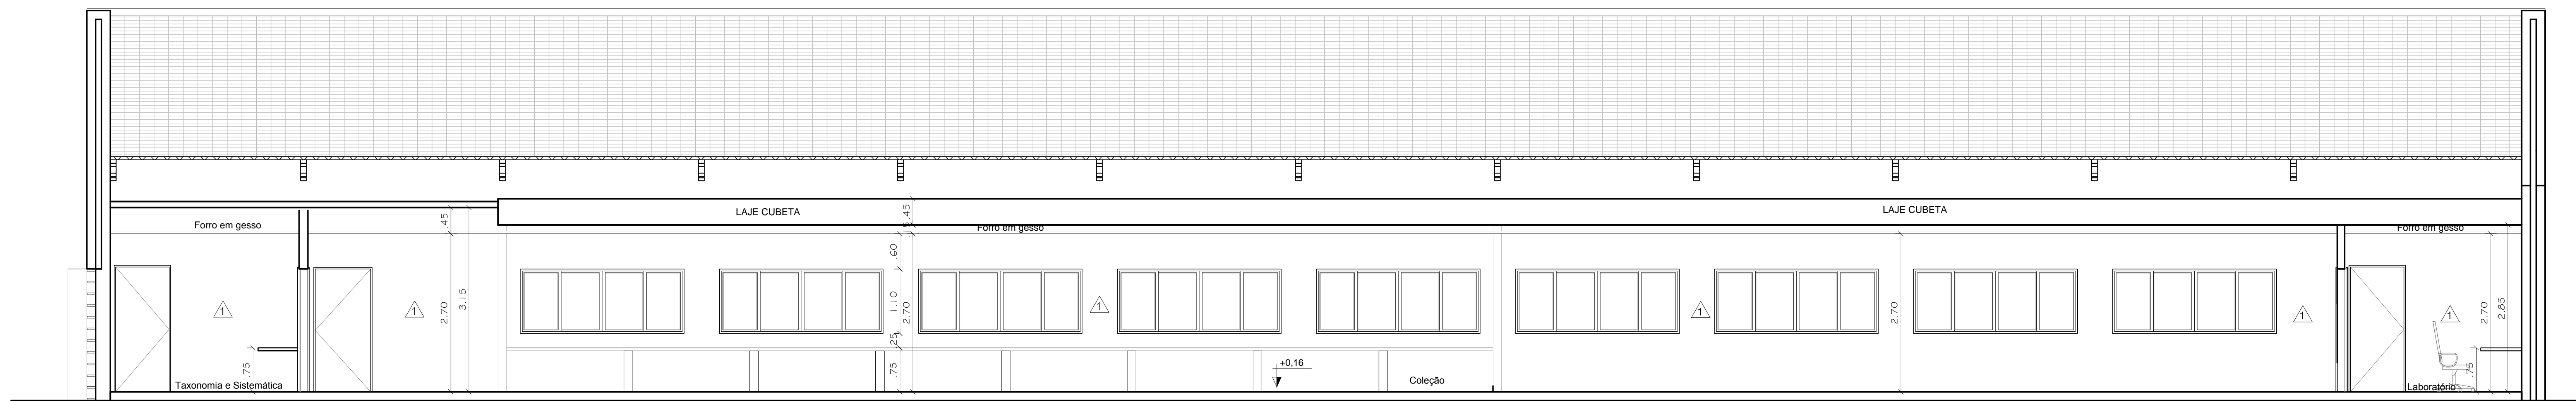 LAJE CUBETA
LAJE CUBETA
Forro em gesso
Forro em gesso
Forro em gesso
.45
.45
.60
1.10
2.70
.25
.75
2.70
3.15
.75
2.70
2.70
2.85
.75
1
1
1
1
1
1
+0,16
Taxonomia e Sistemática
Coleção
Laboratório